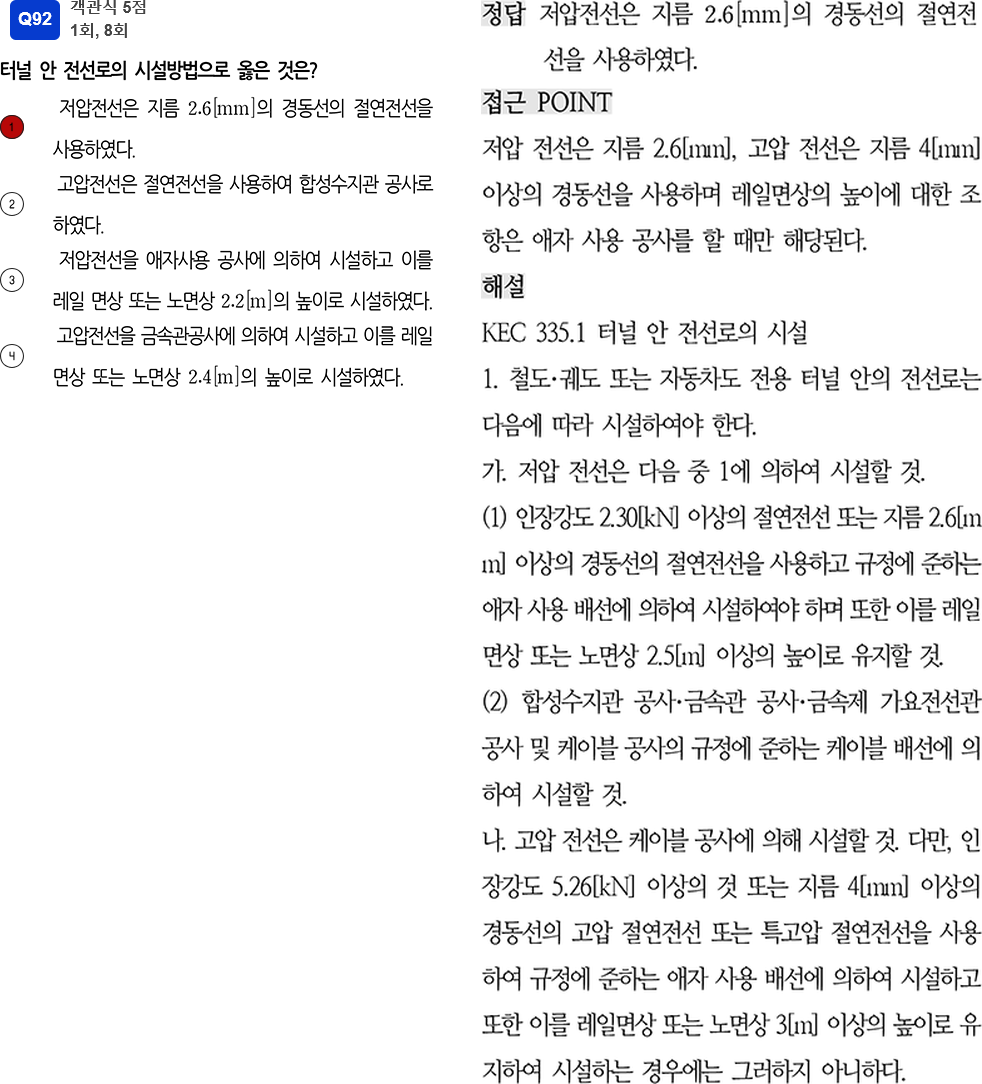 Q92
객관식 5점
1회, 8회
터널 안 전선로의 시설방법으로 옳은 것은?
1
저압전선은 지름 2.6[mm]의 경동선의 절연전선을
사용하였다.
2
고압전선은 절연전선을 사용하여 합성수지관 공사로
하였다.
3
저압전선을 애자사용 공사에 의하여 시설하고 이를
레일 면상 또는 노면상 2.2[m]의 높이로 시설하였다.
4
고압전선을 금속관공사에 의하여 시설하고 이를 레일
면상 또는 노면상 2.4[m]의 높이로 시설하였다.
정답 저압전선은 지름 2.6[mm]의 경동선의 절연전
선을 사용하였다.
접근 POINT
저압 전선은 지름 2.6[mm], 고압 전선은 지름 4[mm]
이상의 경동선을 사용하며 레일면상의 높이에 대한 조
항은 애자 사용 공사를 할 때만 해당된다.
해설
KEC 335.1 터널 안 전선로의 시설
1. 철도·궤도 또는 자동차도 전용 터널 안의 전선로는
다음에 따라 시설하여야 한다.
가. 저압 전선은 다음 중 1에 의하여 시설할 것.
(1) 인장강도 2.30[kN] 이상의 절연전선 또는 지름 2.6[m
m] 이상의 경동선의 절연전선을 사용하고 규정에 준하는
애자 사용 배선에 의하여 시설하여야 하며 또한 이를 레일
면상 또는 노면상 2.5[m] 이상의 높이로 유지할 것.
(2) 합성수지관 공사·금속관 공사·금속제 가요전선관
공사 및 케이블 공사의 규정에 준하는 케이블 배선에 의
하여 시설할 것.
나. 고압 전선은 케이블 공사에 의해 시설할 것. 다만, 인
장강도 5.26[kN] 이상의 것 또는 지름 4[mm] 이상의
경동선의 고압 절연전선 또는 특고압 절연전선을 사용
하여 규정에 준하는 애자 사용 배선에 의하여 시설하고
또한 이를 레일면상 또는 노면상 3[m] 이상의 높이로 유
지하여 시설하는 경우에는 그러하지 아니하다.